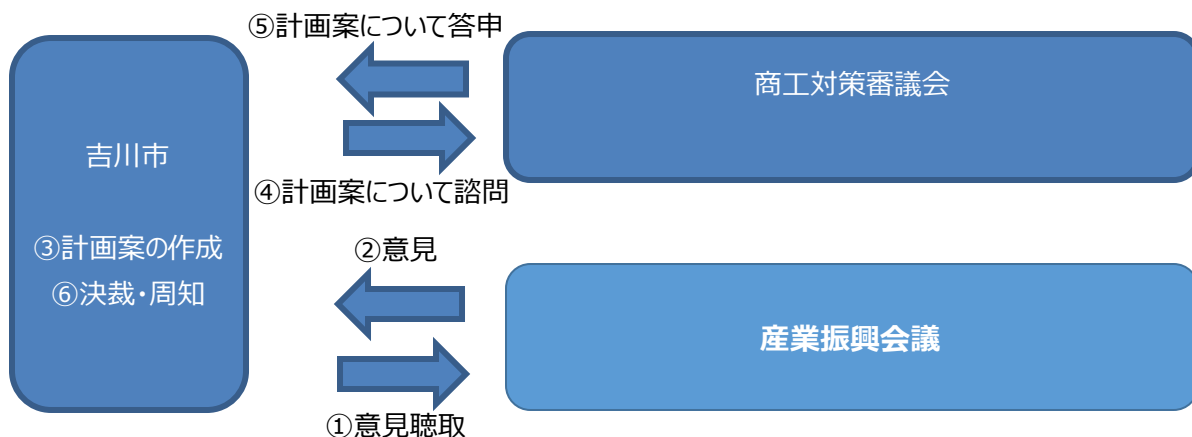 ⑤計画案について答申
商工対策審議会
吉川市
④計画案について諮問
③計画案の作成
②意見
⑥決裁・周知
産業振興会議
①意見聴取